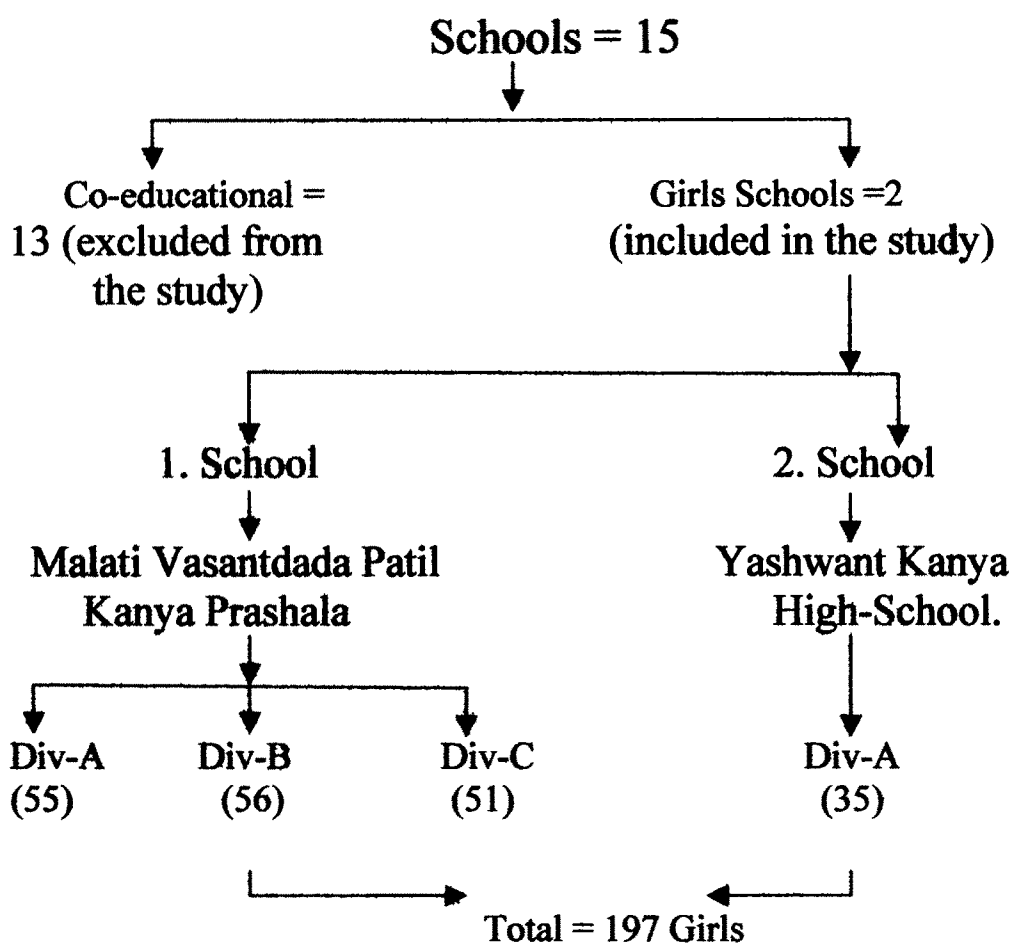 Schools = 15
Co-educational =
13 (excluded from
the study)
Girls Schools =2
(included in the study)
1. School
2. School
Malati Vasantdada Patil
Kanya Prashala
Yashwant Kanya
High-School.
Div-A
(55)
Div-B
(56)
Div-C
(51)
Div-A
(35)
Total = 197 Girls